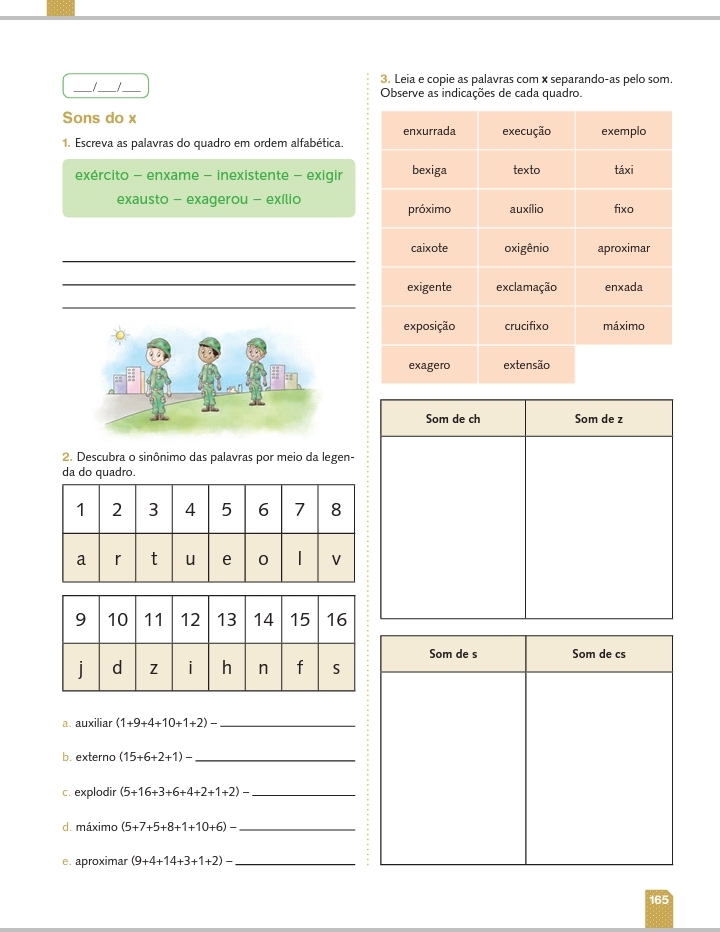 ___/___/___
Sons do x
1. Escreva as palavras do quadro em ordem alfabética.
exército – enxame – inexistente – exigir
exausto – exagerou – exílio
2. Descubra o sinônimo das palavras por meio da legen-
da do quadro.
1 2 3 4 5 6 7 8
a r t u e o l v
9 10 11 12 13 14 15 16
j d z i h n f s
a. auxiliar (1+9+4+10+1+2) –
b. externo (15+6+2+1) –
c. explodir (5+16+3+6+4+2+1+2) –
d. máximo (5+7+5+8+1+10+6) –
e. aproximar (9+4+14+3+1+2) –
3. Leia e copie as palavras com x separando-as pelo som.
Observe as indicações de cada quadro.
enxurrada execução exemplo
bexiga texto táxi
próximo auxílio fixo
caixote oxigênio aproximar
exigente exclamação enxada
exposição crucifixo máximo
exagero extensão
Som de ch Som de z
Som de s Som de cs
165